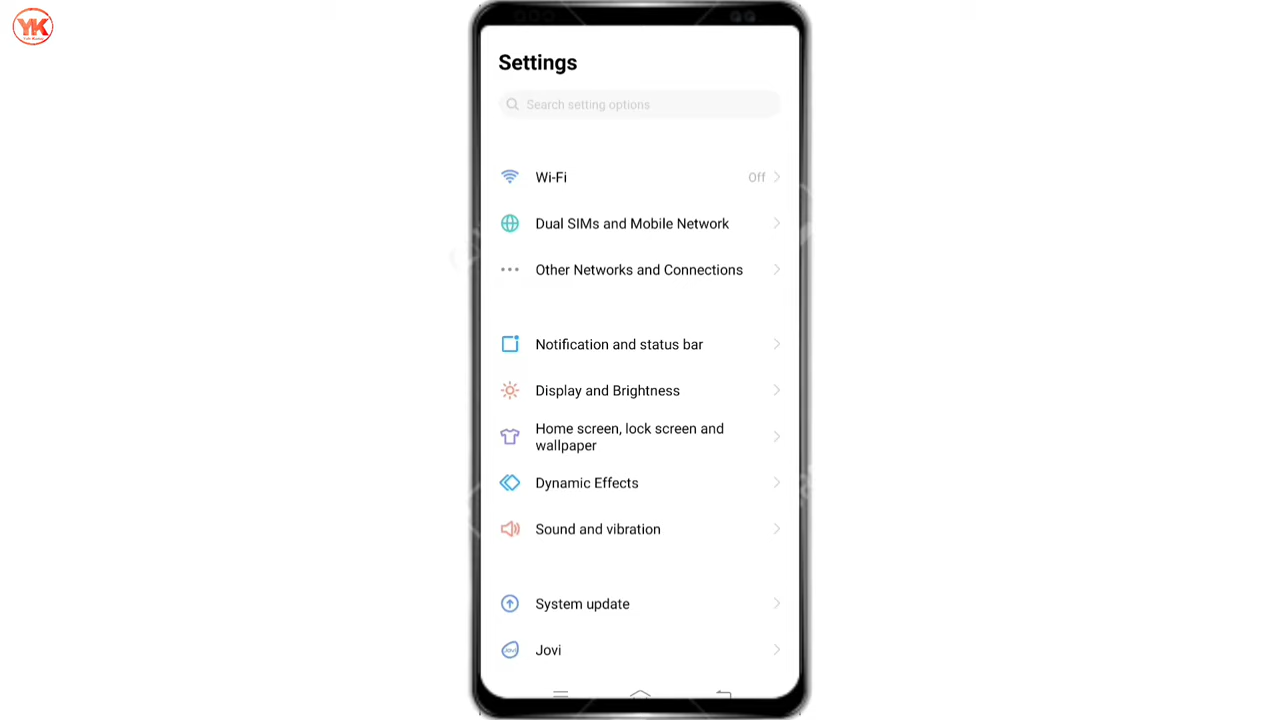 YK
Settings
Search setting options
Wi-Fi Off
Dual SIMs and Mobile Network
Other Networks and Connections
Notification and status bar
Display and Brightness
Home screen, lock screen and
wallpaper
Dynamic Effects
Sound and vibration
System update
Jovi